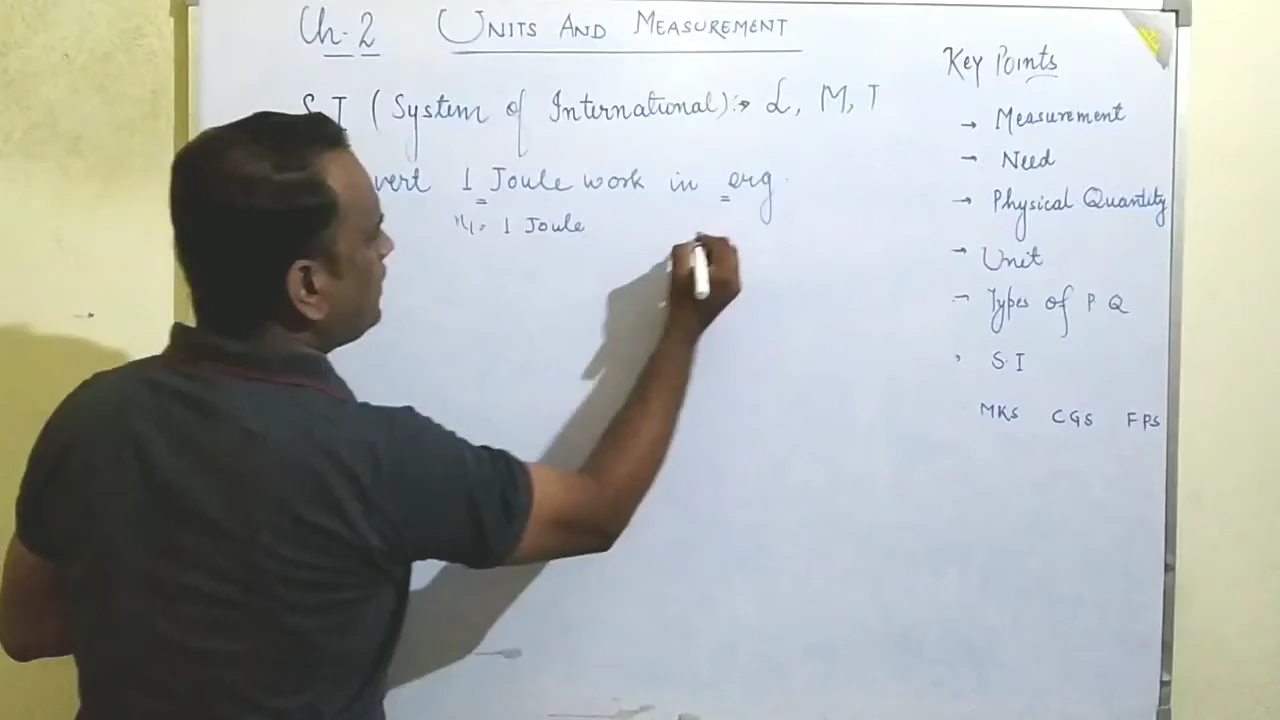 Ch. 2 UNITS AND MEASUREMENT
S.I (System of International):→ L, M, T
vert 1 Joule work in erg.
n1= 1 Joule
Key Points
→ Measurement
→ Need
→ Physical Quantity
→ Unit
→ Types of P Q
S.I
MKS CGS FPS